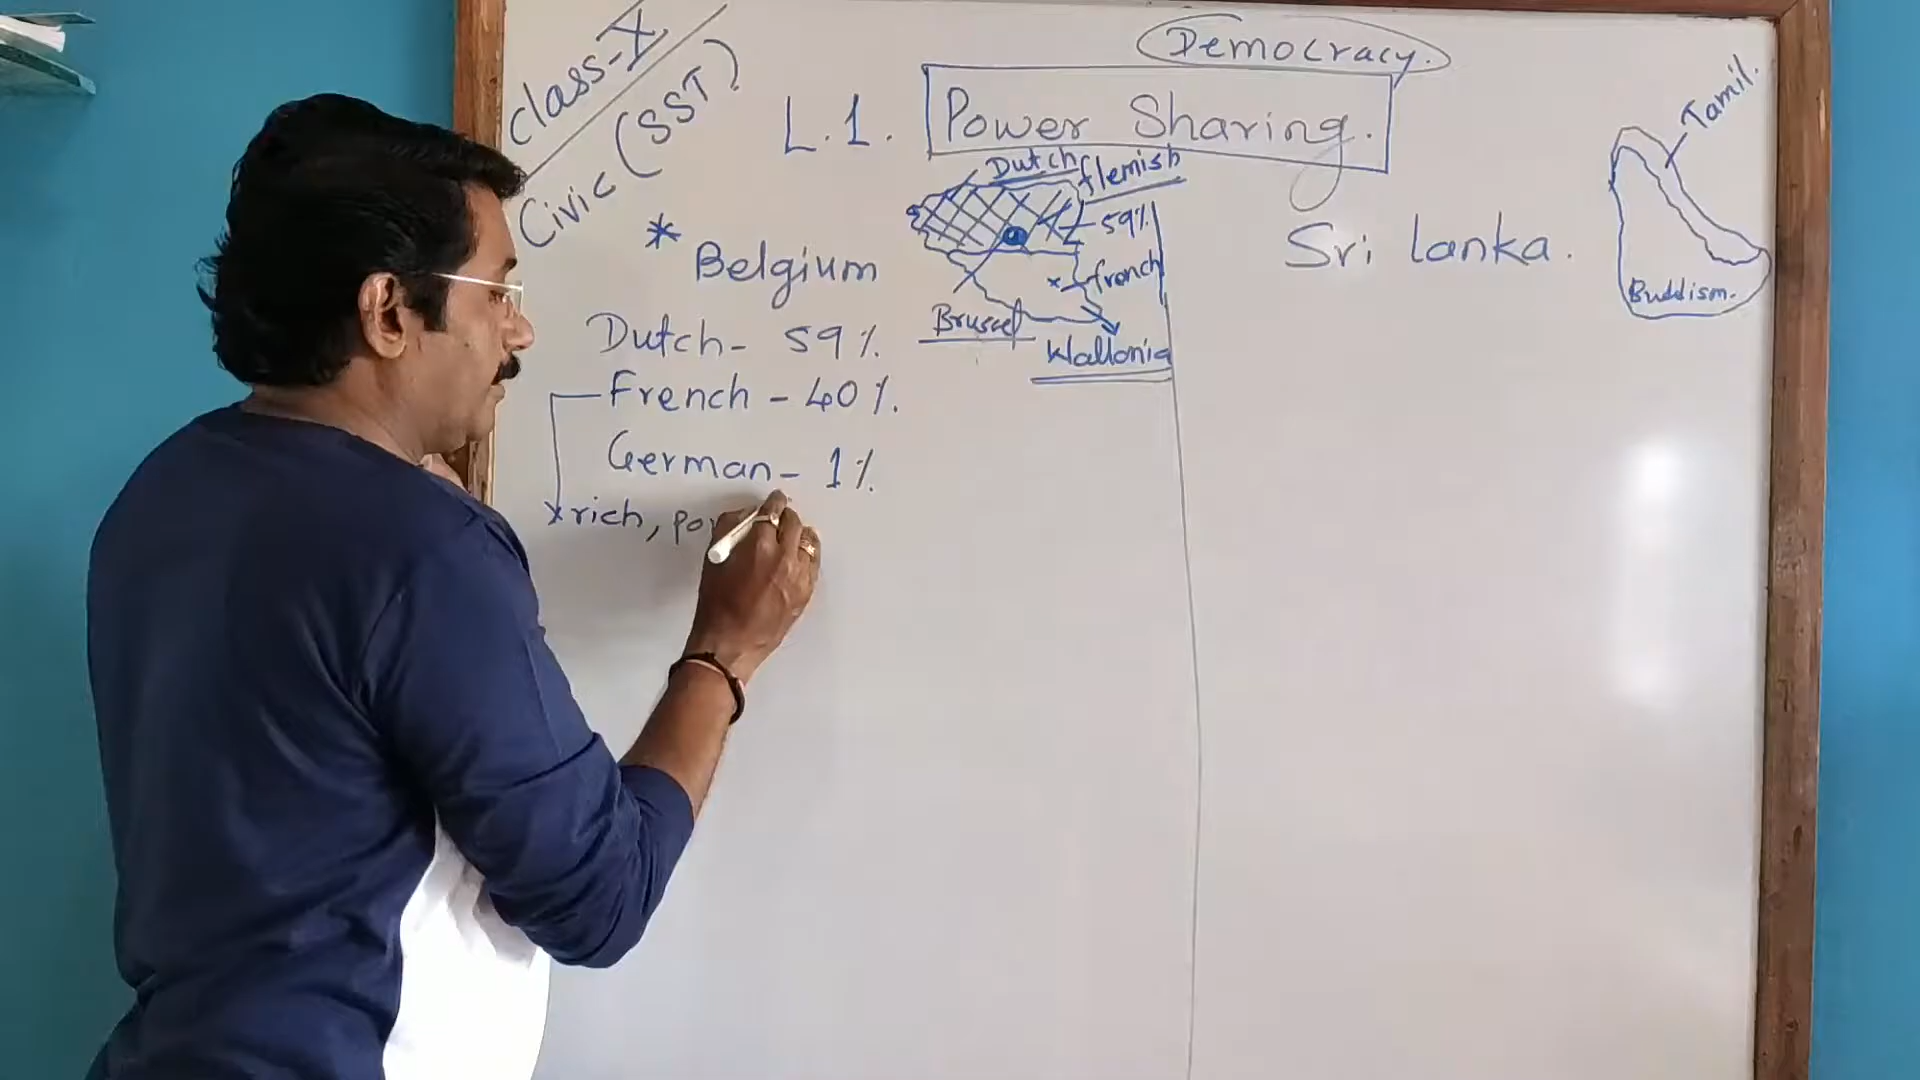 Class-X
Civic (SST)
Democracy.
L.1. Power Sharing.
* Belgium
Dutch - 59%
French - 40%.
German - 1%.
* rich,
Dutch flemish
59%
* french
Brussel
Wallonia
Sri lanka.
Tamil.
Buddism.